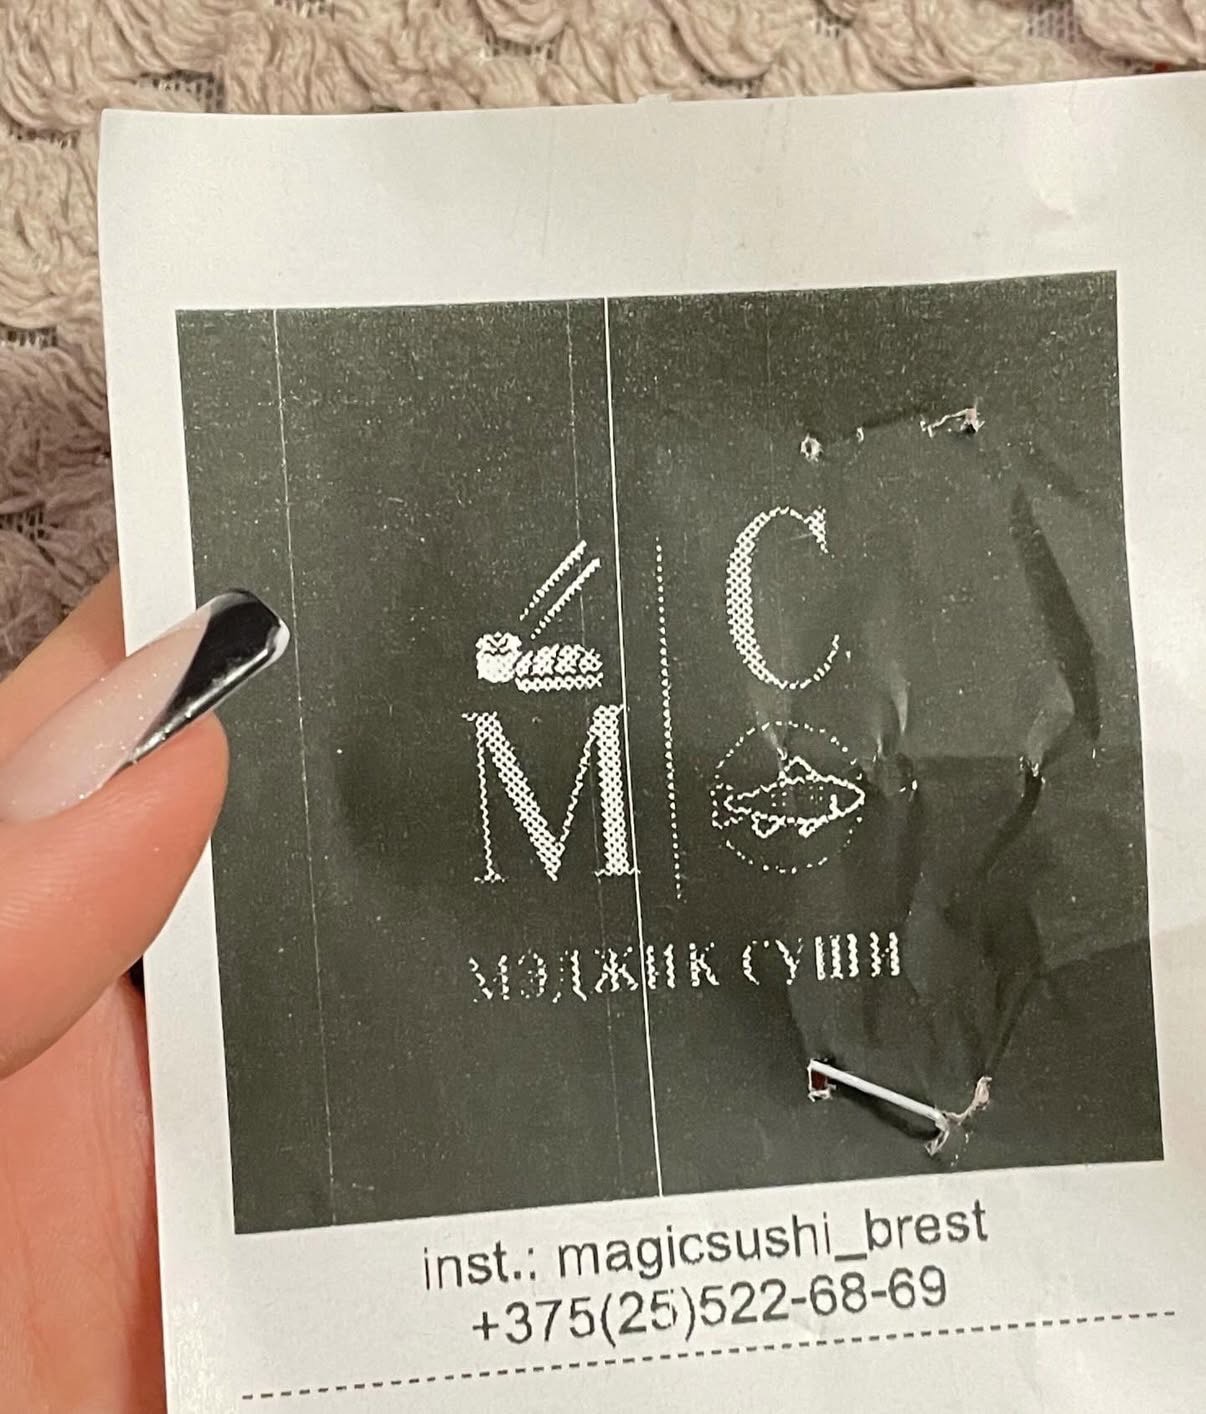 С
М
МЭДЖИК СУШИ
inst.: magicsushi_brest
+375(25)522-68-69